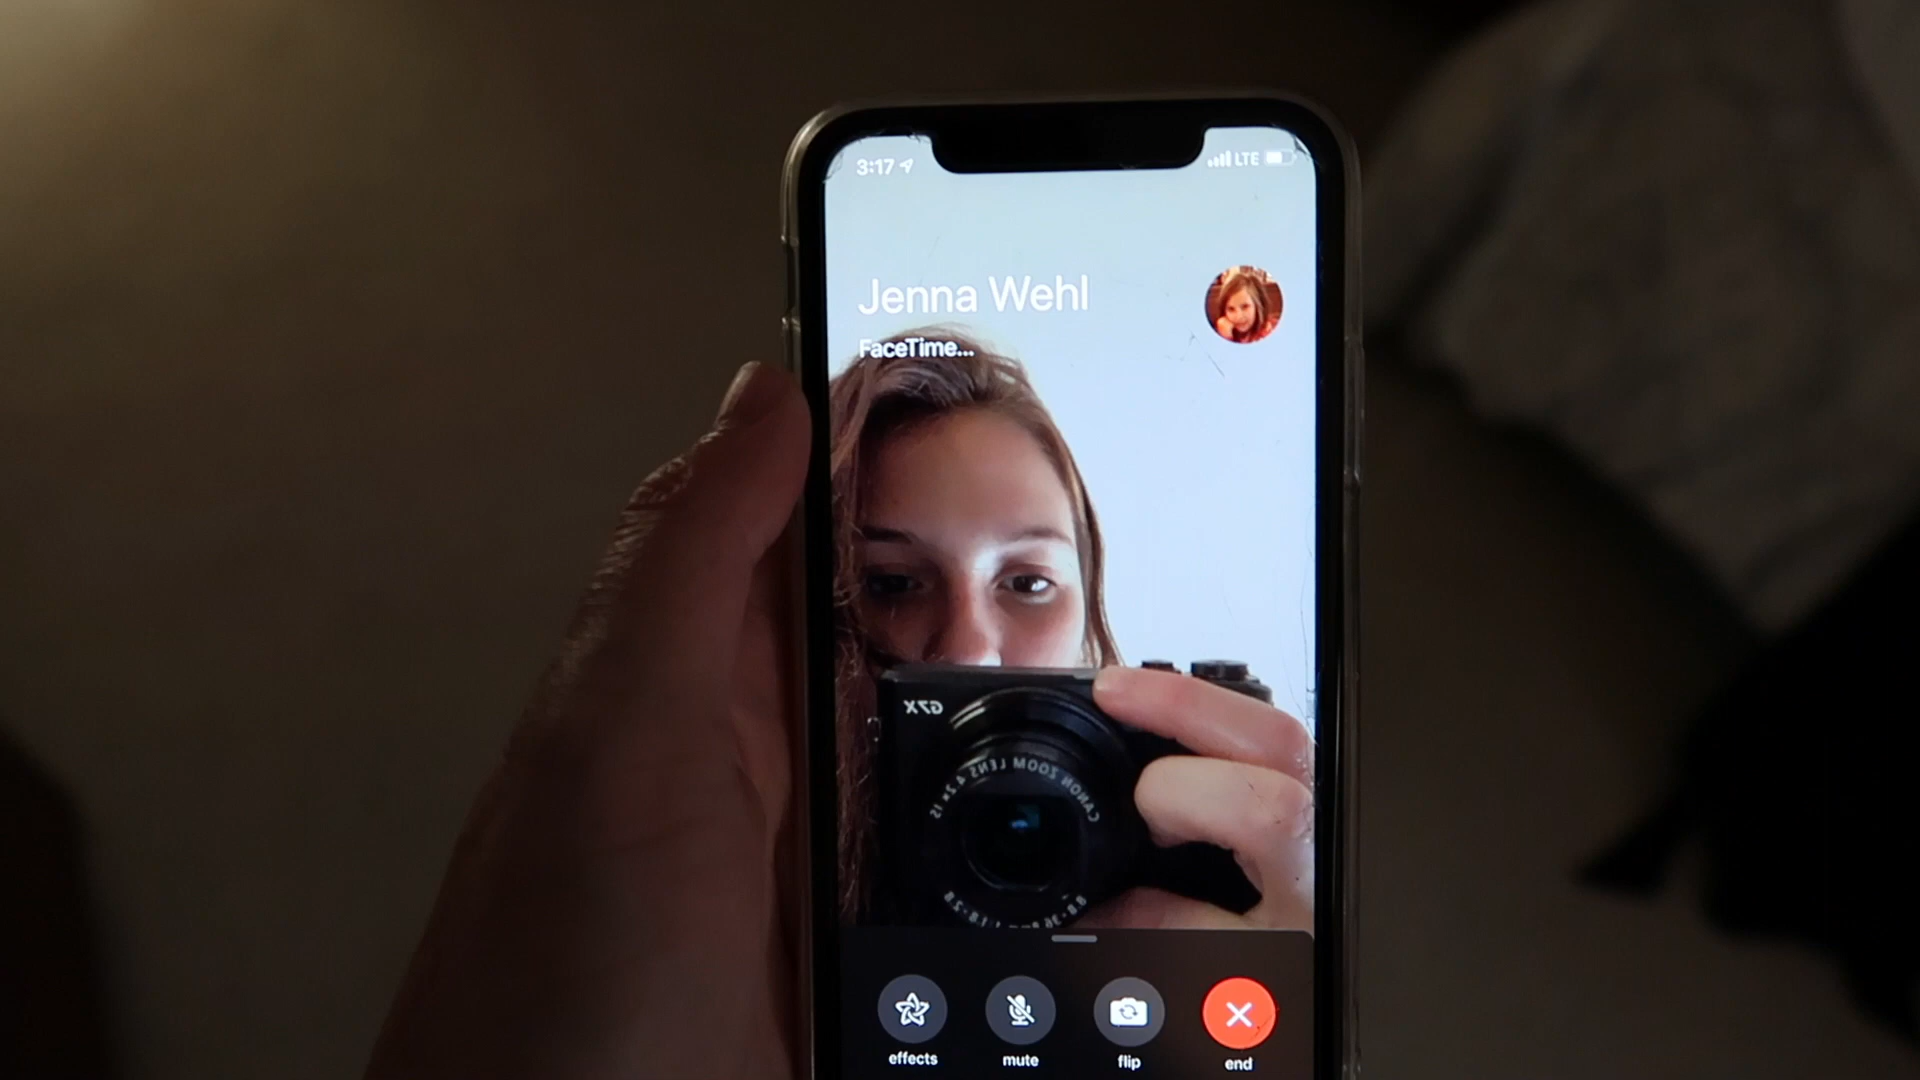 3:17
LTE
Jenna Wehl
FaceTime...
G7X
CANON ZOOM LENS 4.2x IS
effects
mute
flip
end